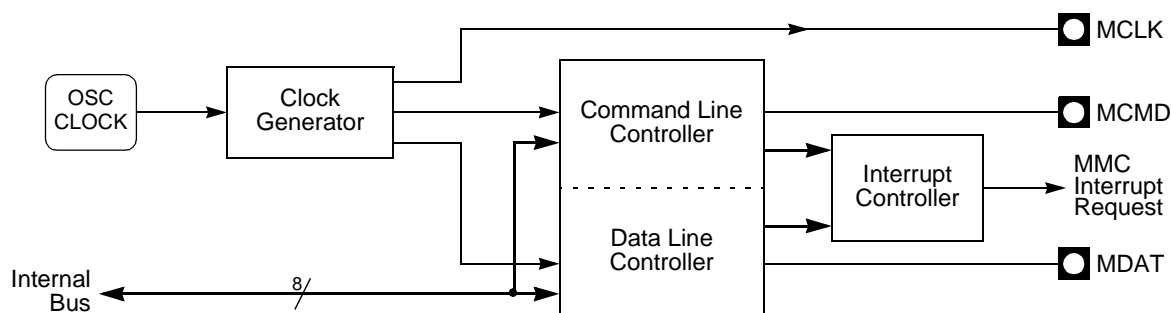 MCLK
OSC
CLOCK
Clock
Generator
Command Line
Controller
MCMD
Interrupt
Controller
MMC
Interrupt
Request
Data Line
Controller
MDAT
Internal
Bus
8